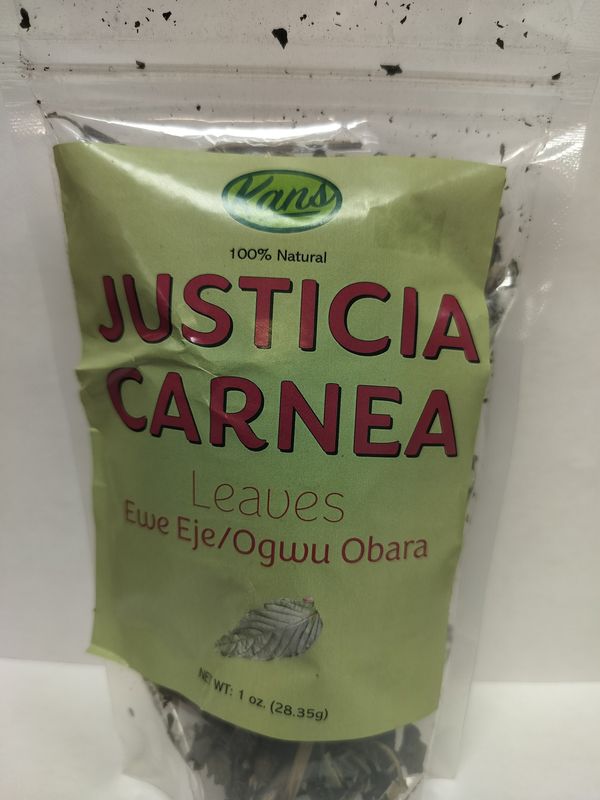 Kans
100% Natural
JUSTICIA
CARNEA
Leaves
Ewe Eje/Ogwu Obara
NET WT: 1 oz. (28.35g)